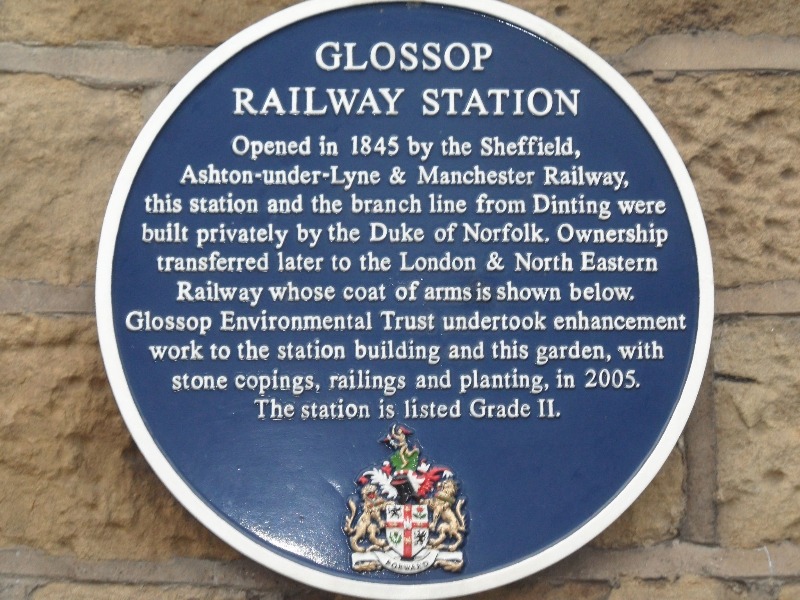 GLOSSOP
RAILWAY STATION
Opened in 1845 by the Sheffield,
Ashton-under-Lyne & Manchester Railway,
this station and the branch line from Dinting were
built privately by the Duke of Norfolk. Ownership
transferred later to the London & North Eastern
Railway whose coat of arms is shown below.
Glossop Environmental Trust undertook enhancement
work to the station building and this garden, with
stone copings, railings and planting, in 2005.
The station is listed Grade II.
FORWARD